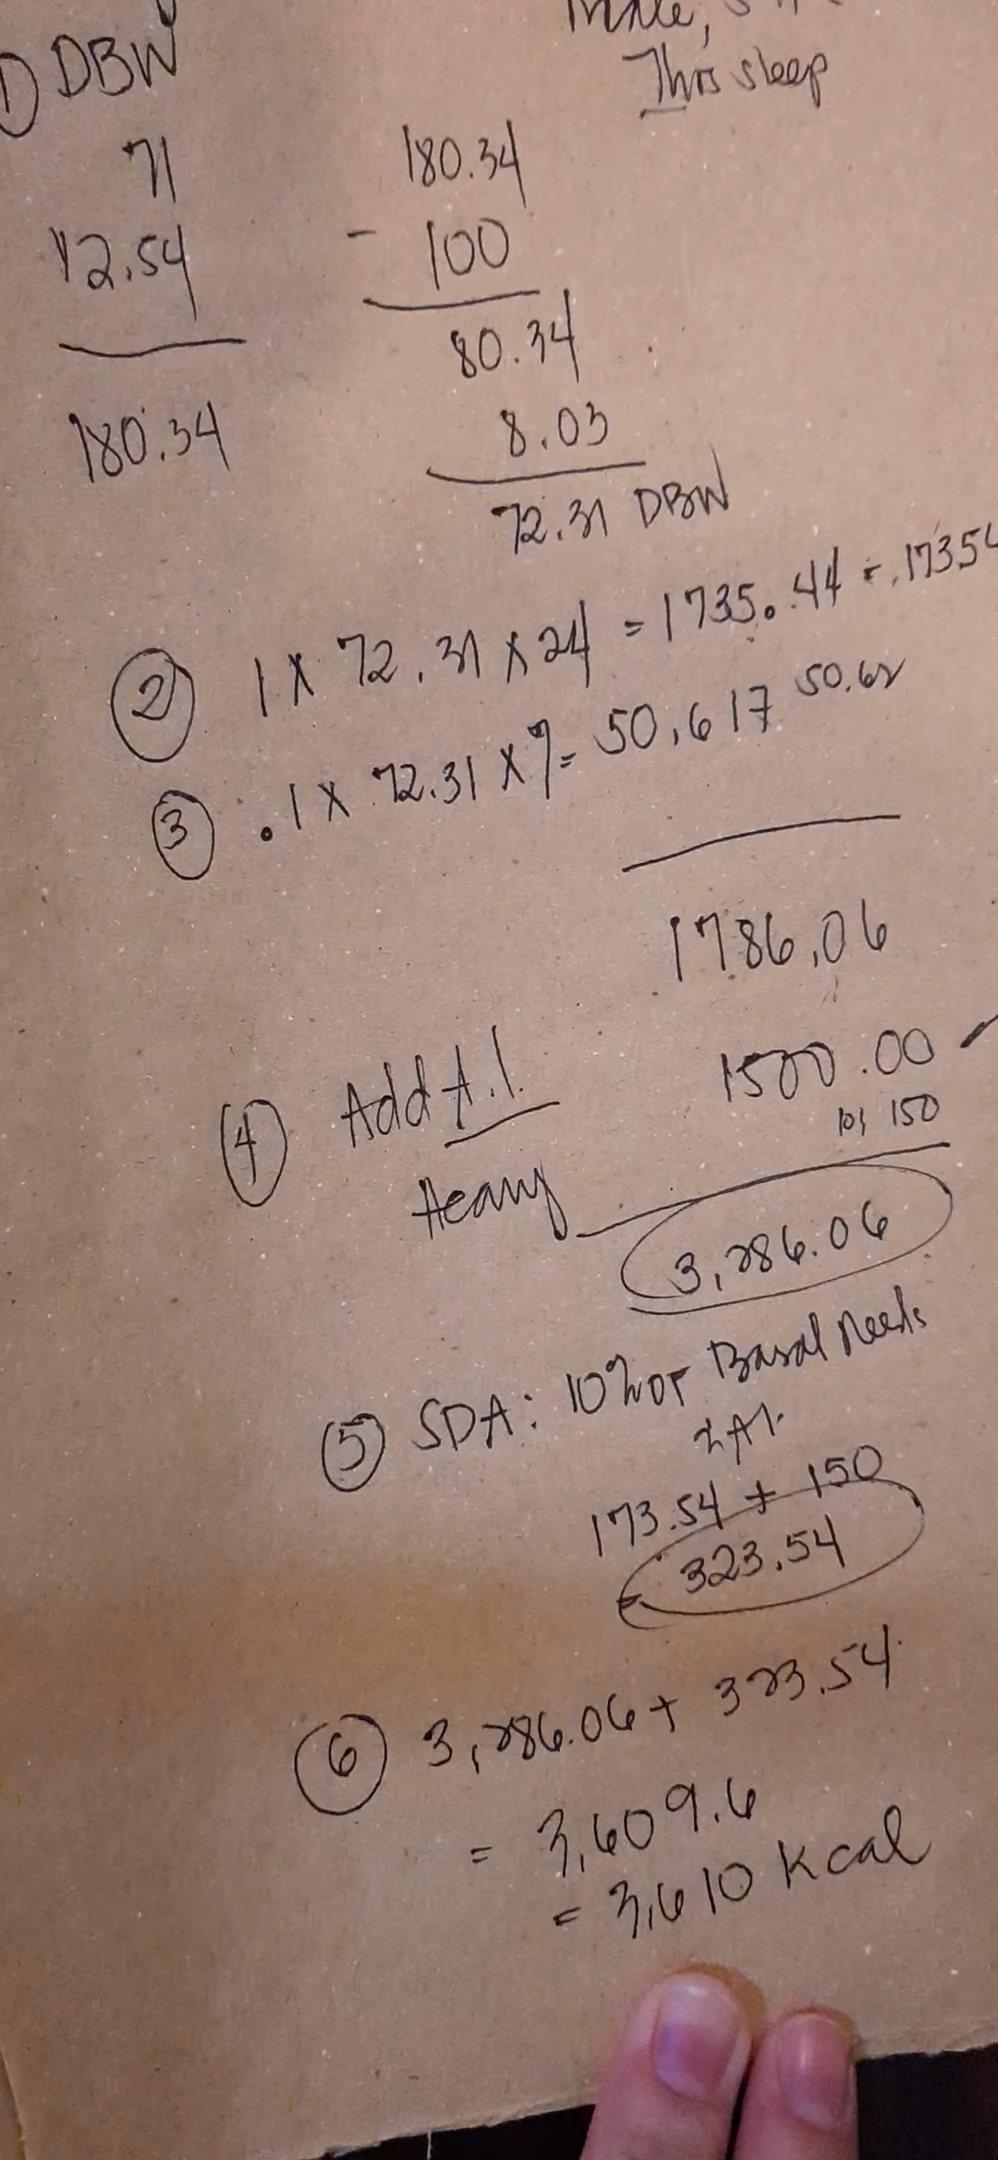 1) DBW
7hrs sleep
71
12.54
180.34
180.34
- 100
80.34
8.03
72.31 DBW
2 1 x 72.31 x 24 = 1735.44
3 .1 x 72.31 x 7 = 50.617 50.62
1786.06
4 Add A.I. 1500.00
150
Heavy
3,286.06
5 SDA: 10% of Basal Needs
173.54 + 150
= 323.54
6 3,286.06 + 323.54
= 3,609.6
= 3,610 Kcal